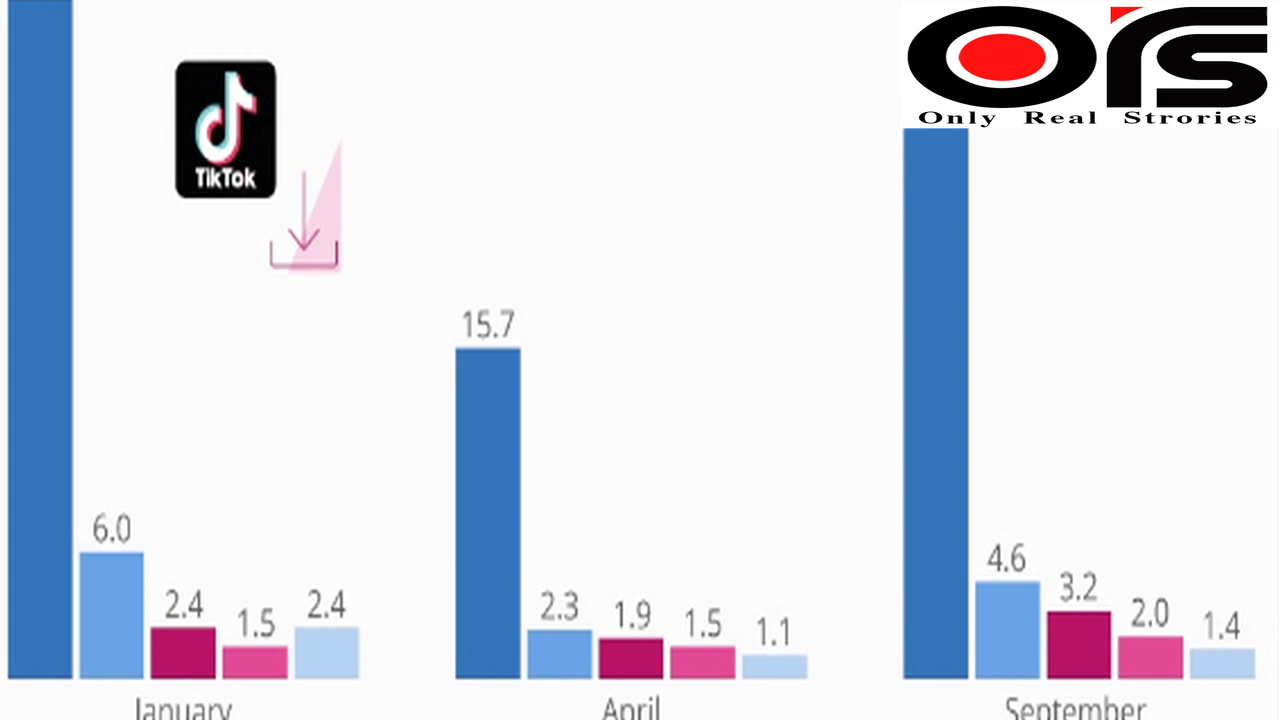 Ors
Only Real Strories
TikTok
15.7
6.0
2.4
1.5
2.4
2.3
1.9
1.5
1.1
4.6
3.2
2.0
1.4
January
April
September